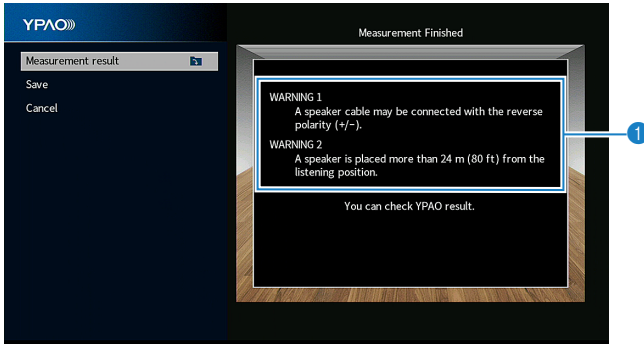 YPAO
Measurement Finished
Measurement result
Save
Cancel
WARNING 1
A speaker cable may be connected with the reverse
polarity (+/-).
WARNING 2
A speaker is placed more than 24 m (80 ft) from the
listening position.
You can check YPAO result.
1